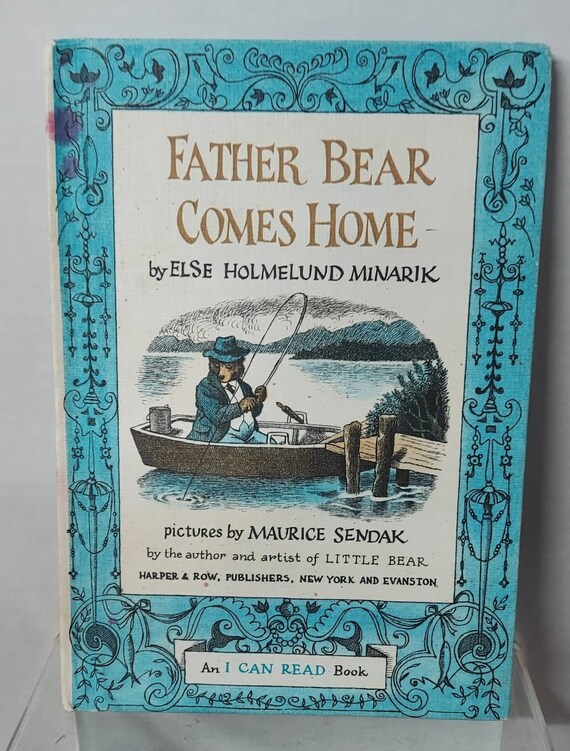 FATHER BEAR
COMES HOME
by ELSE HOLMELUND MINARIK
pictures by MAURICE SENDAK
by the author and artist of LITTLE BEAR
HARPER & ROW, PUBLISHERS, NEW YORK AND EVANSTON
An I CAN READ Book